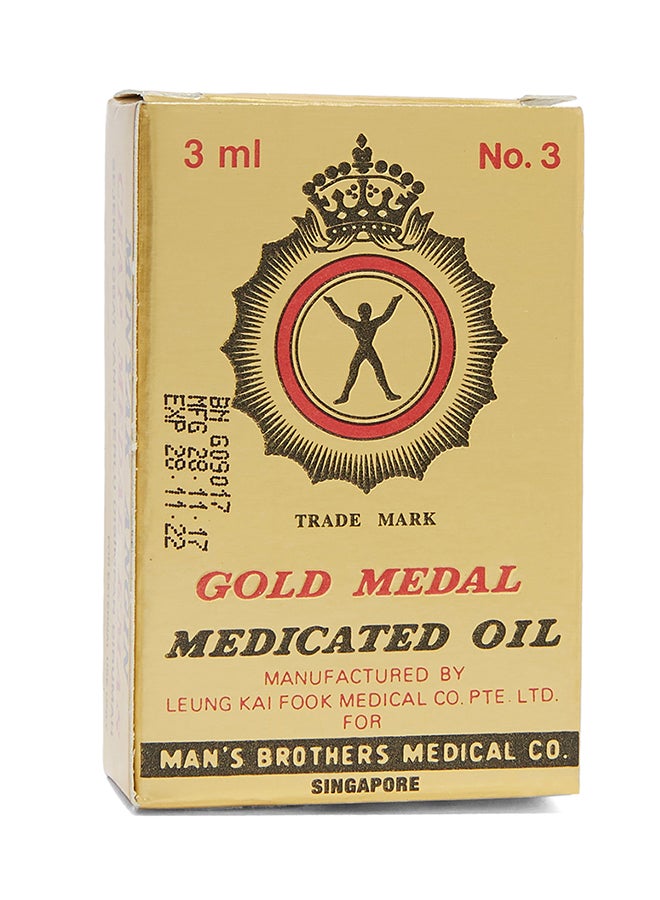 3 ml
No. 3
BN 609017
MFG 28.11.17
EXP 28.11.22
TRADE MARK
GOLD MEDAL
MEDICATED OIL
MANUFACTURED BY
LEUNG KAI FOOK MEDICAL CO. PTE. LTD.
FOR
MAN'S BROTHERS MEDICAL CO.
SINGAPORE